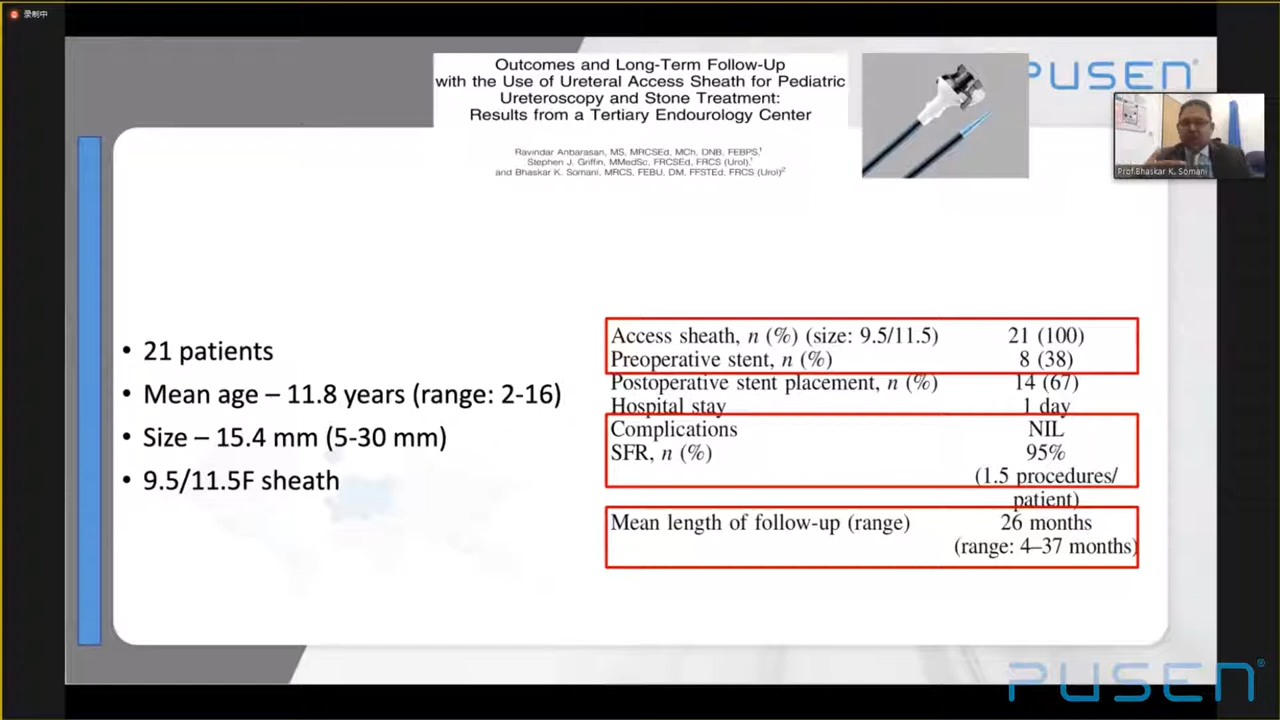 录制中
Outcomes and Long-Term Follow-Up
with the Use of Ureteral Access Sheath for Pediatric
Ureteroscopy and Stone Treatment:
Results from a Tertiary Endourology Center
Ravindar Anbarasan, MS, MRCSEd, MCh, DNB, FEBPS,¹
Stephen J. Griffin, MMedSc, FRCSEd, FRCS (Urol),¹
and Bhaskar K. Somani, MRCS, FEBU, DM, FFSTEd, FRCS (Urol)²
PUSEN
Prof Bhaskar K. Somani
• 21 patients
• Mean age – 11.8 years (range: 2-16)
• Size – 15.4 mm (5-30 mm)
• 9.5/11.5F sheath
Access sheath, n (%) (size: 9.5/11.5) 21 (100)
Preoperative stent, n (%) 8 (38)
Postoperative stent placement, n (%) 14 (67)
Hospital stay 1 day
Complications NIL
SFR, n (%) 95%
(1.5 procedures/
patient)
Mean length of follow-up (range) 26 months
(range: 4–37 months)
PUSEN®